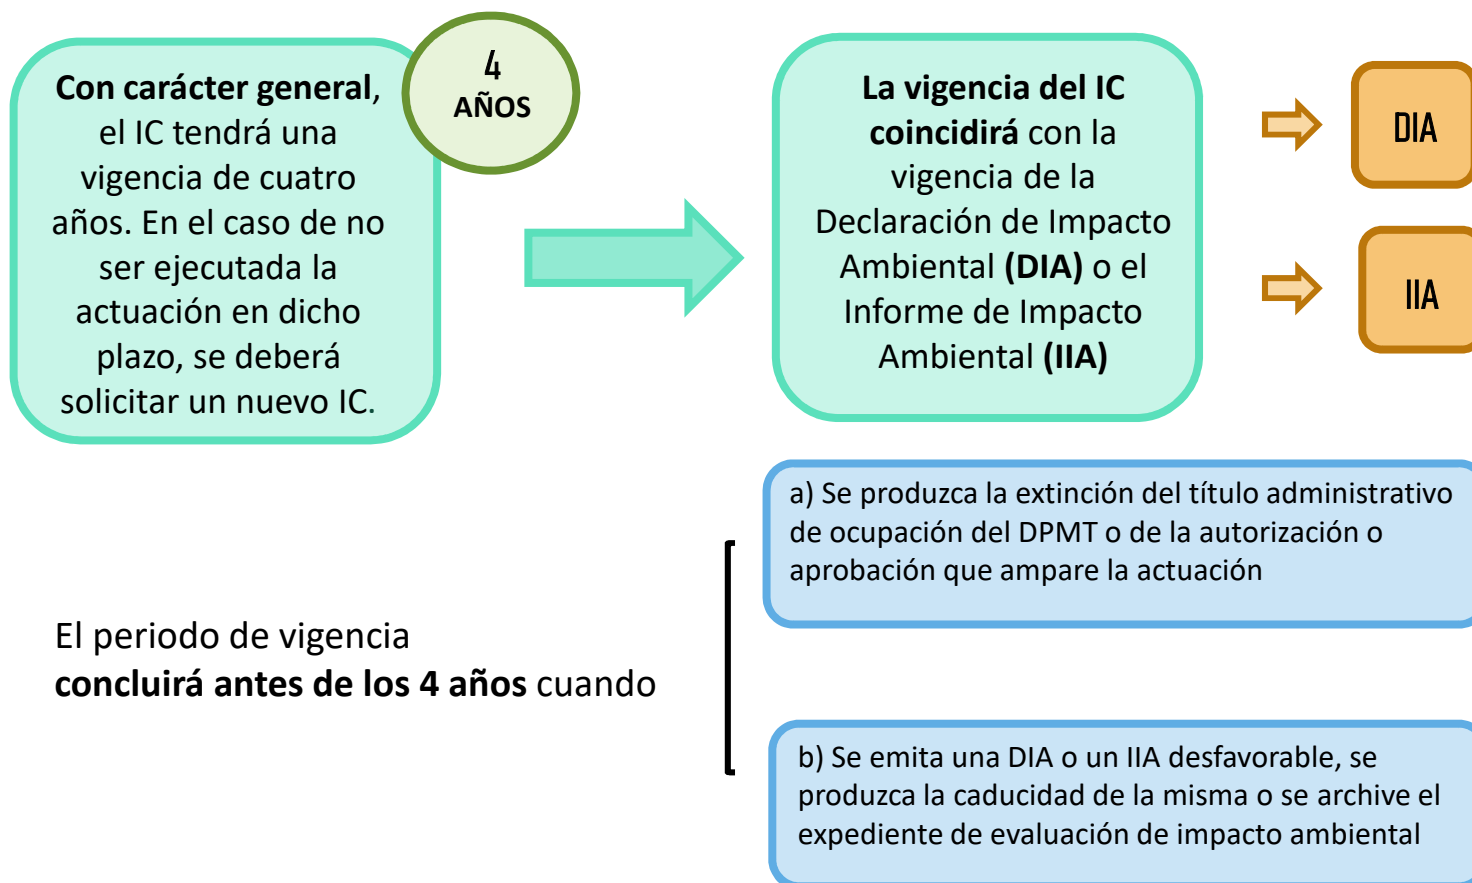 Con carácter general,
el IC tendrá una
vigencia de cuatro
años. En el caso de no
ser ejecutada la
actuación en dicho
plazo, se deberá
solicitar un nuevo IC.
4
AÑOS
La vigencia del IC
coincidirá con la
vigencia de la
Declaración de Impacto
Ambiental (DIA) o el
Informe de Impacto
Ambiental (IIA)
DIA
IIA
El periodo de vigencia
concluirá antes de los 4 años cuando
a) Se produzca la extinción del título administrativo
de ocupación del DPMT o de la autorización o
aprobación que ampare la actuación
b) Se emita una DIA o un IIA desfavorable, se
produzca la caducidad de la misma o se archive el
expediente de evaluación de impacto ambiental